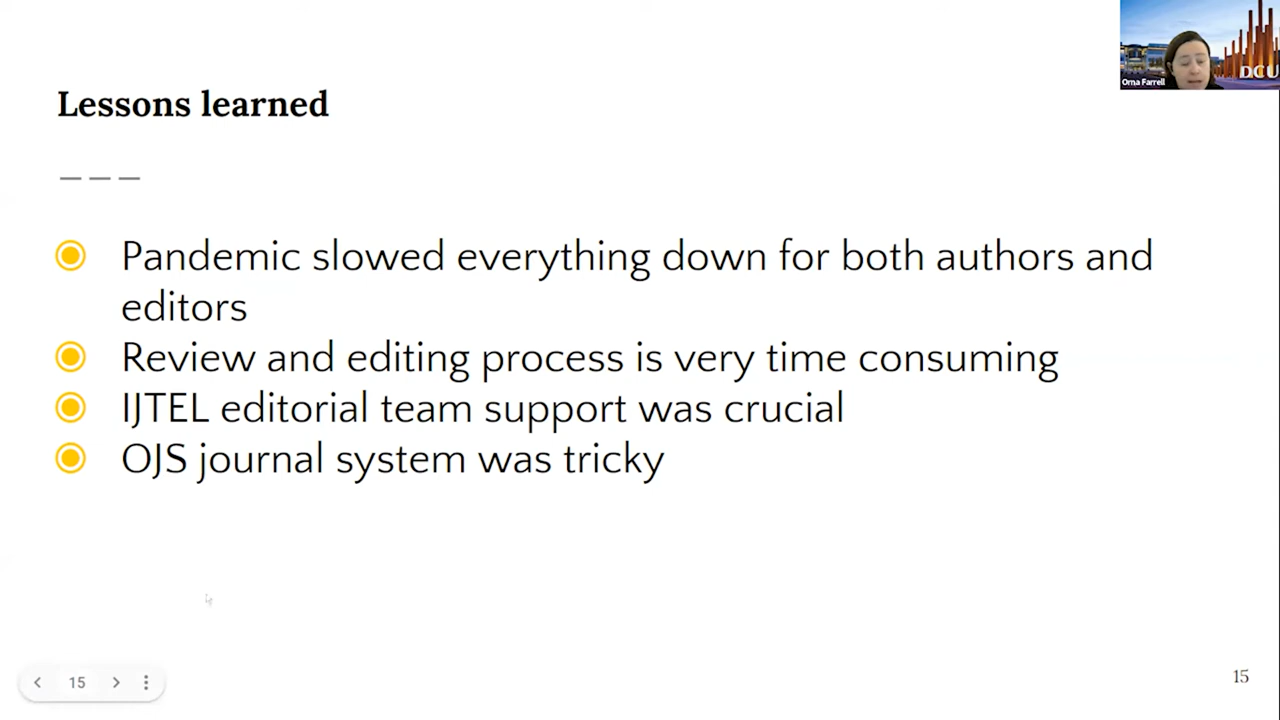 DCU
Orna Farrell
Lessons learned
Pandemic slowed everything down for both authors and
editors
Review and editing process is very time consuming
IJTEL editorial team support was crucial
OJS journal system was tricky
15
15